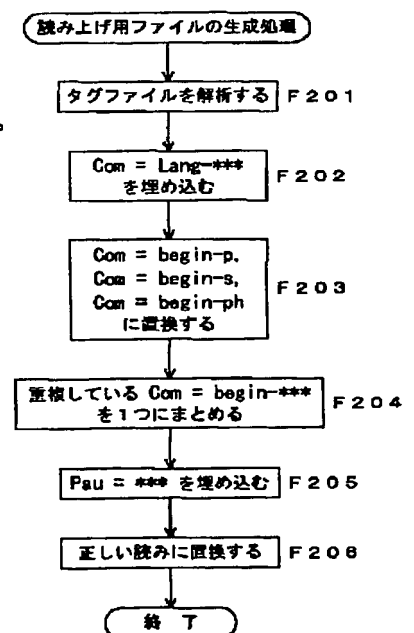 読み上げ用ファイルの生成処理
タグファイルを解析する F201
Com = Lang-***
を埋め込む
F202
Com = begin-p,
Com = begin-s,
Com = begin-ph
に置換する
F203
重複している Com = begin-***
を1つにまとめる
F204
Pau = *** を埋め込む F205
正しい読みに置換する F206
終 了